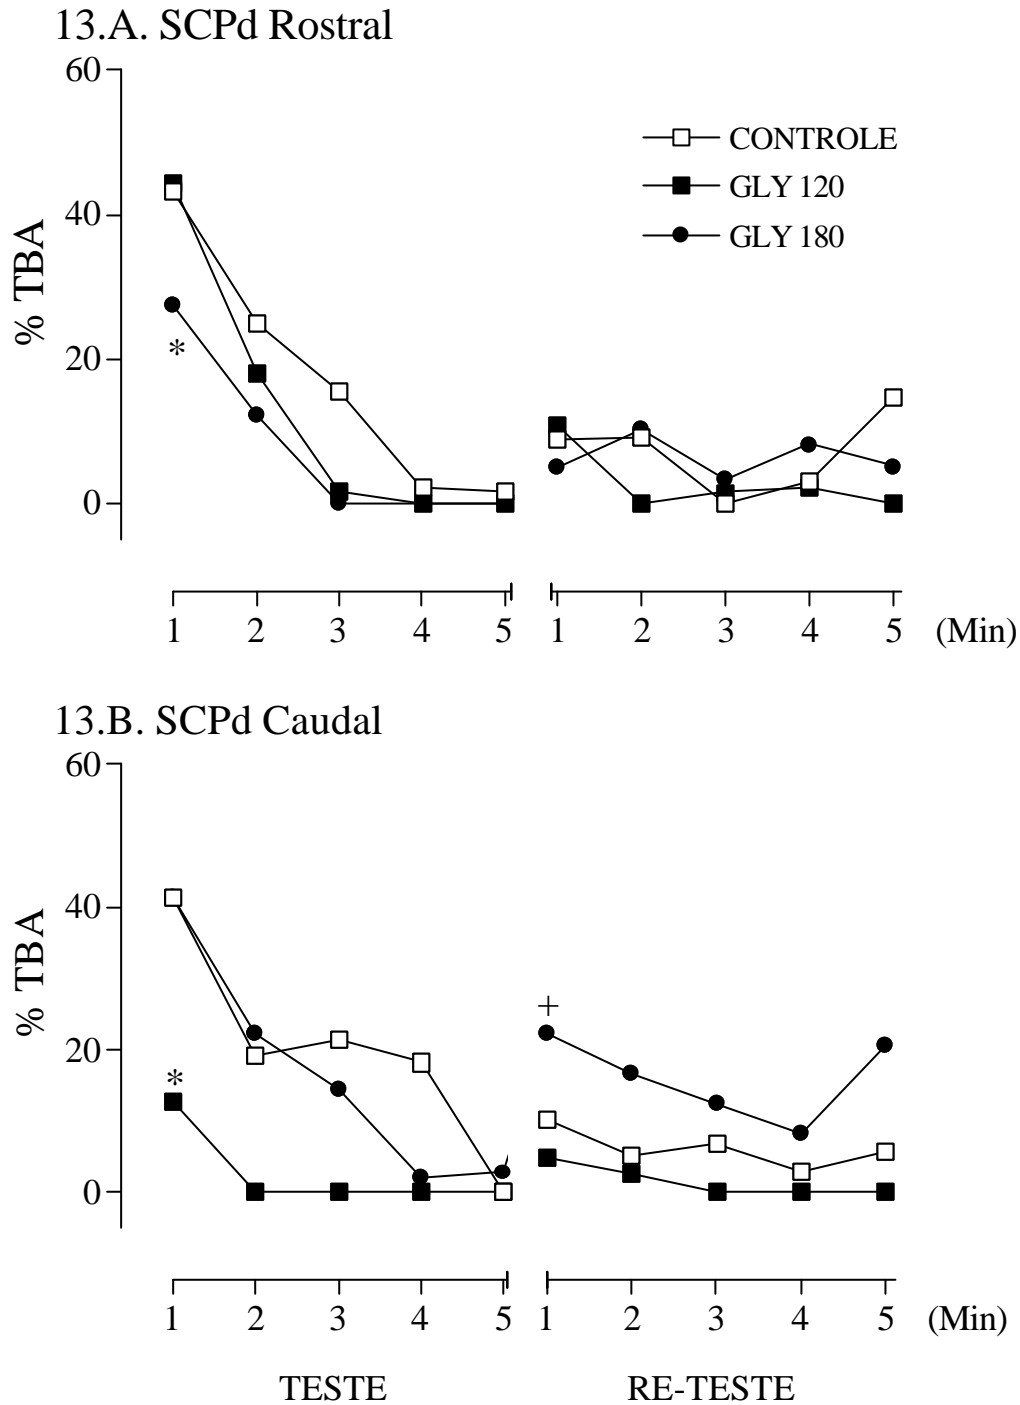 13.A. SCPd Rostral
60
40
20
0
% TBA
CONTROLE
GLY 120
GLY 180
*
1 2 3 4 5 1 2 3 4 5 (Min)
13.B. SCPd Caudal
60
40
20
0
% TBA
*
+
1 2 3 4 5 1 2 3 4 5 (Min)
TESTE RE-TESTE